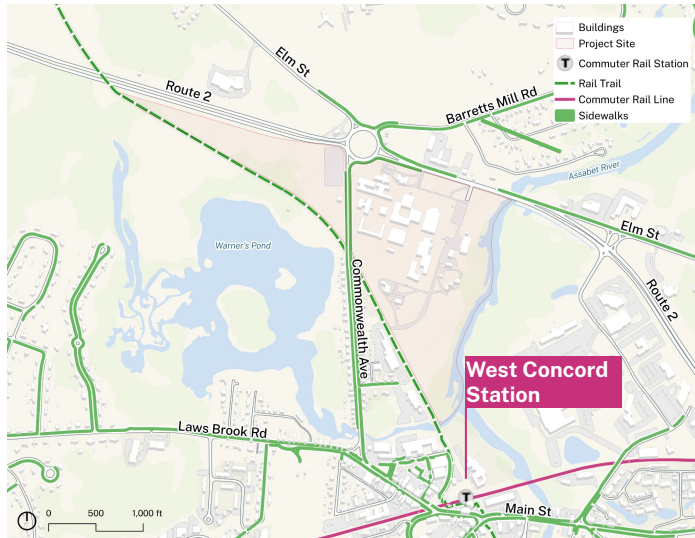 Buildings
Project Site
T
Commuter Rail Station
Rail Trail
Commuter Rail Line
Sidewalks
Elm St
Route 2
Barretts Mill Rd
Assabet River
Elm St
Route 2
Warner's Pond
Commonwealth Ave
West Concord
Station
Laws Brook Rd
T
Main St
0 500 1,000 ft